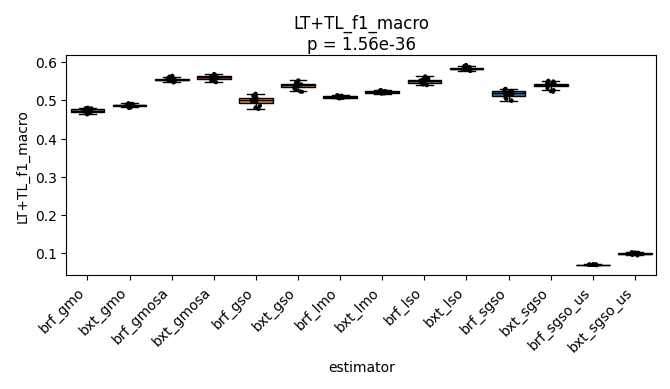 LT+TL_f1_macro
p = 1.56e-36
LT+TL_f1_macro
0.6
0.5
0.4
0.3
0.2
0.1
brf_gmo
bxt_gmo
brf_gmosa
bxt_gmosa
brf_gso
bxt_gso
brf_lmo
bxt_lmo
brf_lso
bxt_lso
brf_sgso
bxt_sgso
brf_sgso_us
bxt_sgso_us
estimator